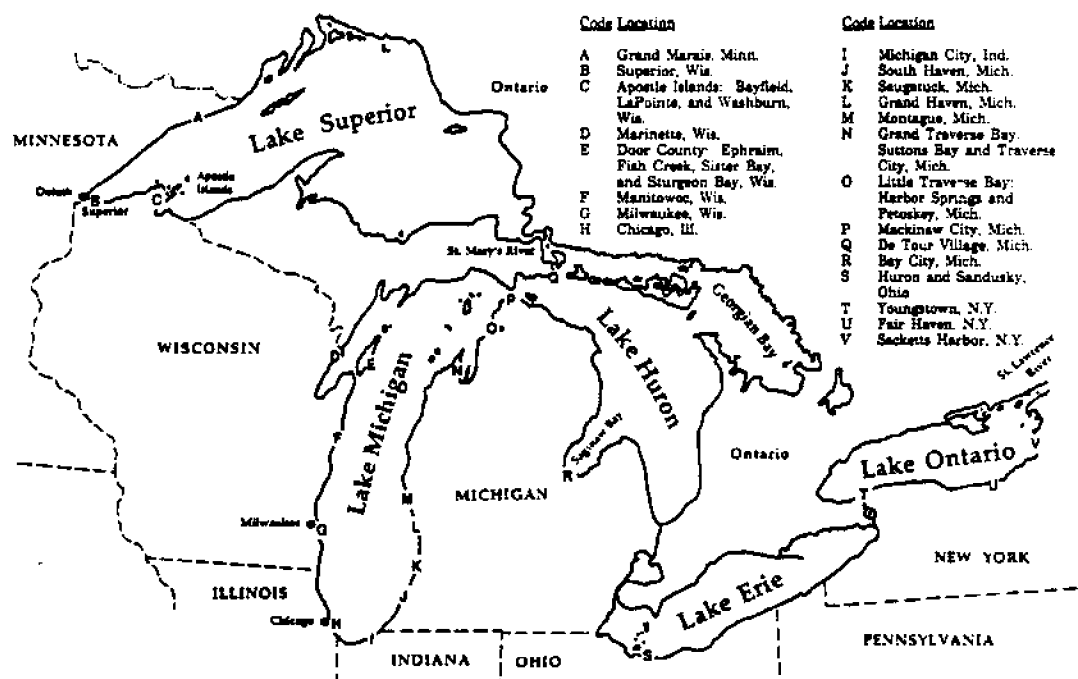 Code Location
A Grand Marais, Minn.
B Superior, Wis.
C Apostle Islands: Bayfield,
LaPointe, and Washburn,
Wis.
D Marinette, Wis.
E Door County: Ephraim,
Fish Creek, Sister Bay,
and Sturgeon Bay, Wis.
F Manitowoc, Wis.
G Milwaukee, Wis.
H Chicago, Ill.
Code Location
I Michigan City, Ind.
J South Haven, Mich.
K Saugatuck, Mich.
L Grand Haven, Mich.
M Montague, Mich.
N Grand Traverse Bay.
Suttons Bay and Traverse
City, Mich.
O Little Traverse Bay:
Harbor Springs and
Petoskey, Mich.
P Mackinaw City, Mich.
Q De Tour Village, Mich.
R Bay City, Mich.
S Huron and Sandusky,
Ohio
T Youngstown, N.Y.
U Fair Haven, N.Y.
V Sacketts Harbor, N.Y.
L
Ontario
A
Lake Superior
MINNESOTA
Apostle
Islands
Duluth
B
C
Superior
St. Mary's River
Q
P
Georgian Bay
O
Lake Huron
WISCONSIN
D
E
N
Lake Michigan
St. Lawrence
River
F
Saginaw Bay
Ontario
Lake Ontario
V
R
MICHIGAN
M
T
U
Milwaukee
G
L
NEW YORK
K
ILLINOIS
J
Lake Erie
Chicago
H
I
PENNSYLVANIA
S
INDIANA
OHIO